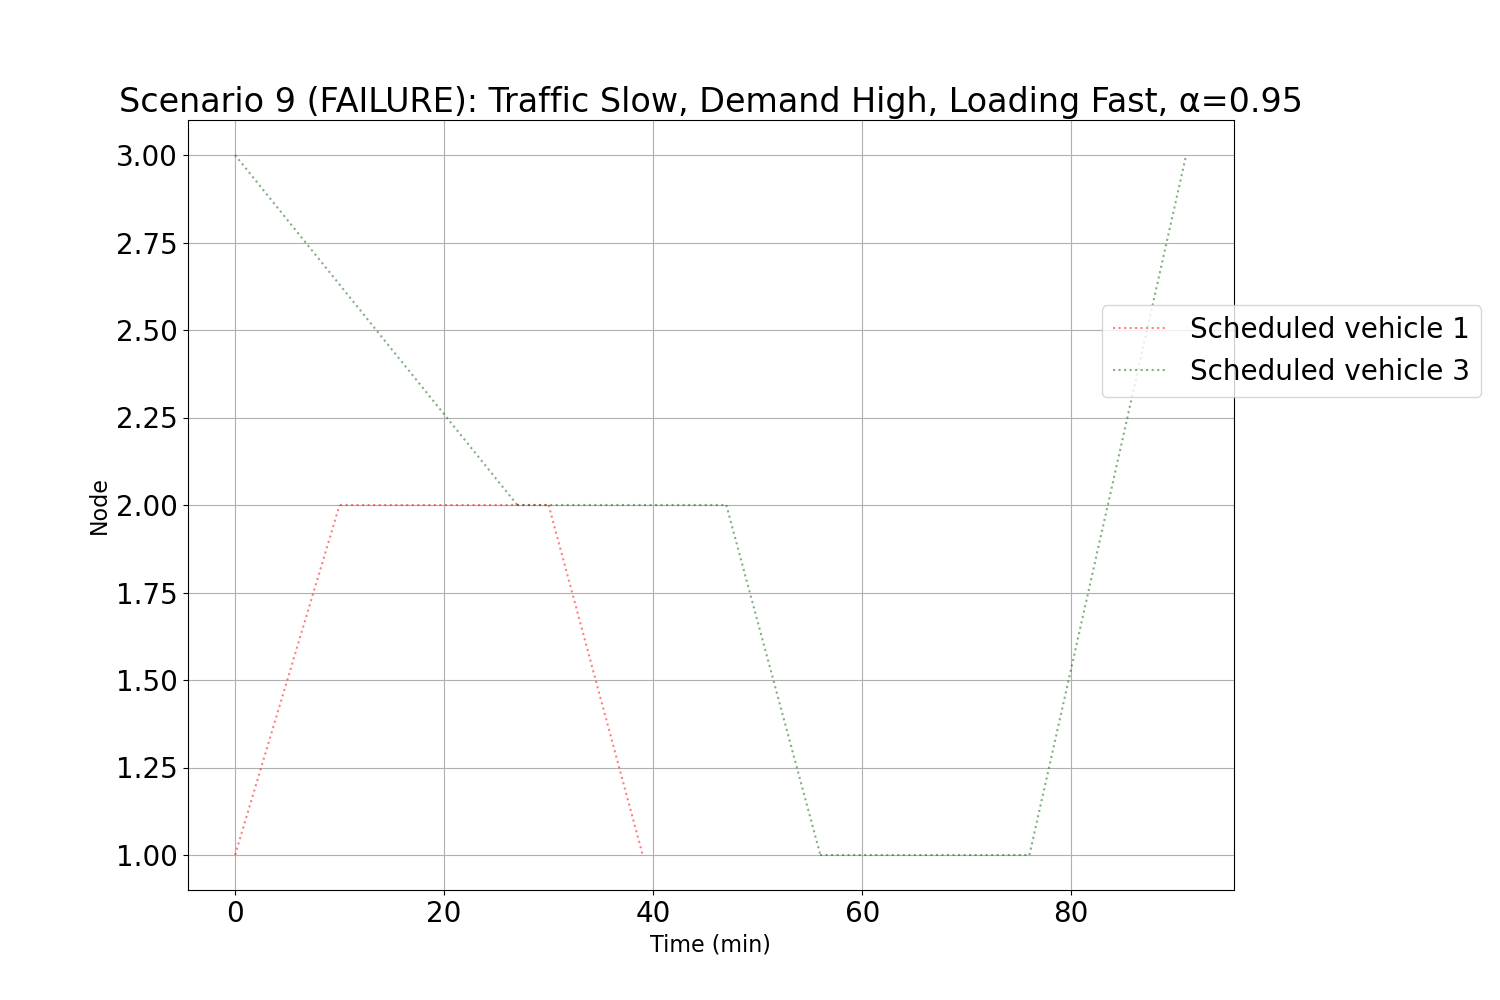 Scenario 9 (FAILURE): Traffic Slow, Demand High, Loading Fast, α=0.95
3.00
2.75
2.50
2.25
2.00
1.75
1.50
1.25
1.00
Node
Scheduled vehicle 1
Scheduled vehicle 3
0 20 40 60 80
Time (min)